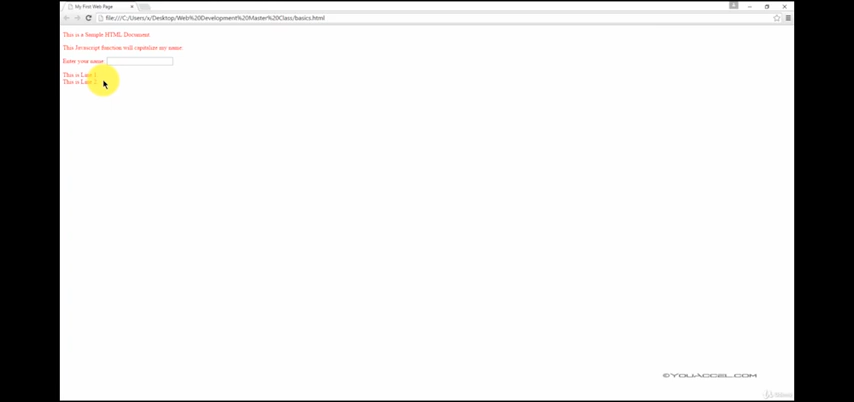 My First Web Page
file:///C:/Users/x/Desktop/Web%20Development%20Master%20Class/basics.html
This is a Sample HTML Document
This Javascript function will capitalize my name
Enter your name:
This is Line 1
This is Line
©YOUACCEL.COM